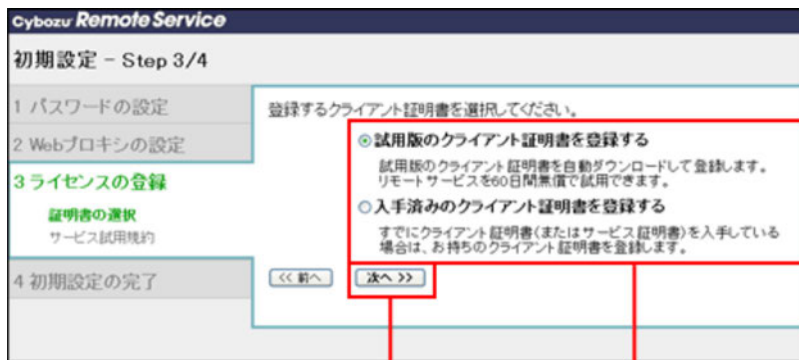 Cybozu Remote Service
初期設定 - Step 3/4
1 パスワードの設定
2 Webプロキシの設定
3 ライセンスの登録
証明書の選択
サービス試用規約
4 初期設定の完了
登録するクライアント証明書を選択してください。
試用版のクライアント証明書を登録する
試用版のクライアント証明書を自動ダウンロードして登録します。
リモートサービスを60日間無償で試用できます。
入手済みのクライアント証明書を登録する
すでにクライアント証明書(またはサービス証明書)を入手している
場合は、お持ちのクライアント証明書を登録します。
<< 前へ
次へ >>